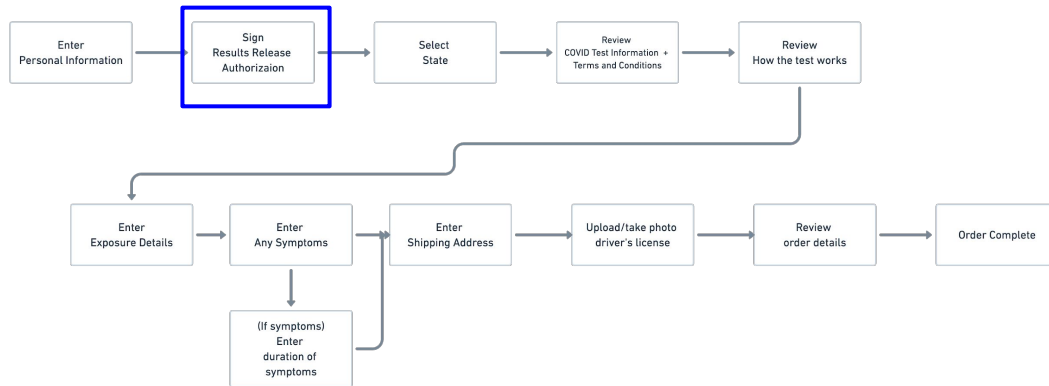 Enter
Personal Information
Sign
Results Release
Authorizaion
Select
State
Review
COVID Test Information +
Terms and Conditions
Review
How the test works
Enter
Exposure Details
Enter
Any Symptoms
Enter
Shipping Address
Upload/take photo
driver's license
Review
order details
Order Complete
(If symptoms)
Enter
duration of
symptoms